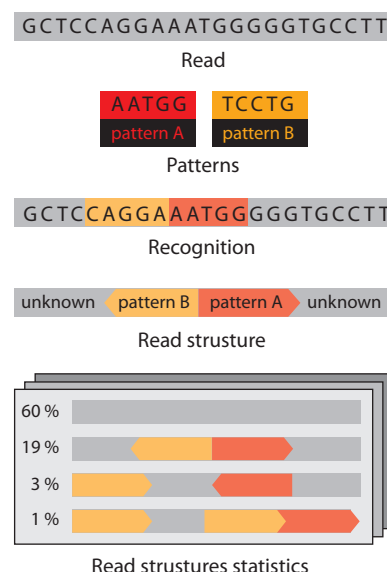 GCTCCAGGAAATGGGGGTGCCTT
Read
AATGG TCCTG
pattern A pattern B
Patterns
GCTCCAGGAAATGGGGGTGCCTT
Recognition
unknown pattern B pattern A unknown
Read strusture
60 %
19 %
3 %
1 %
Read strustures statistics